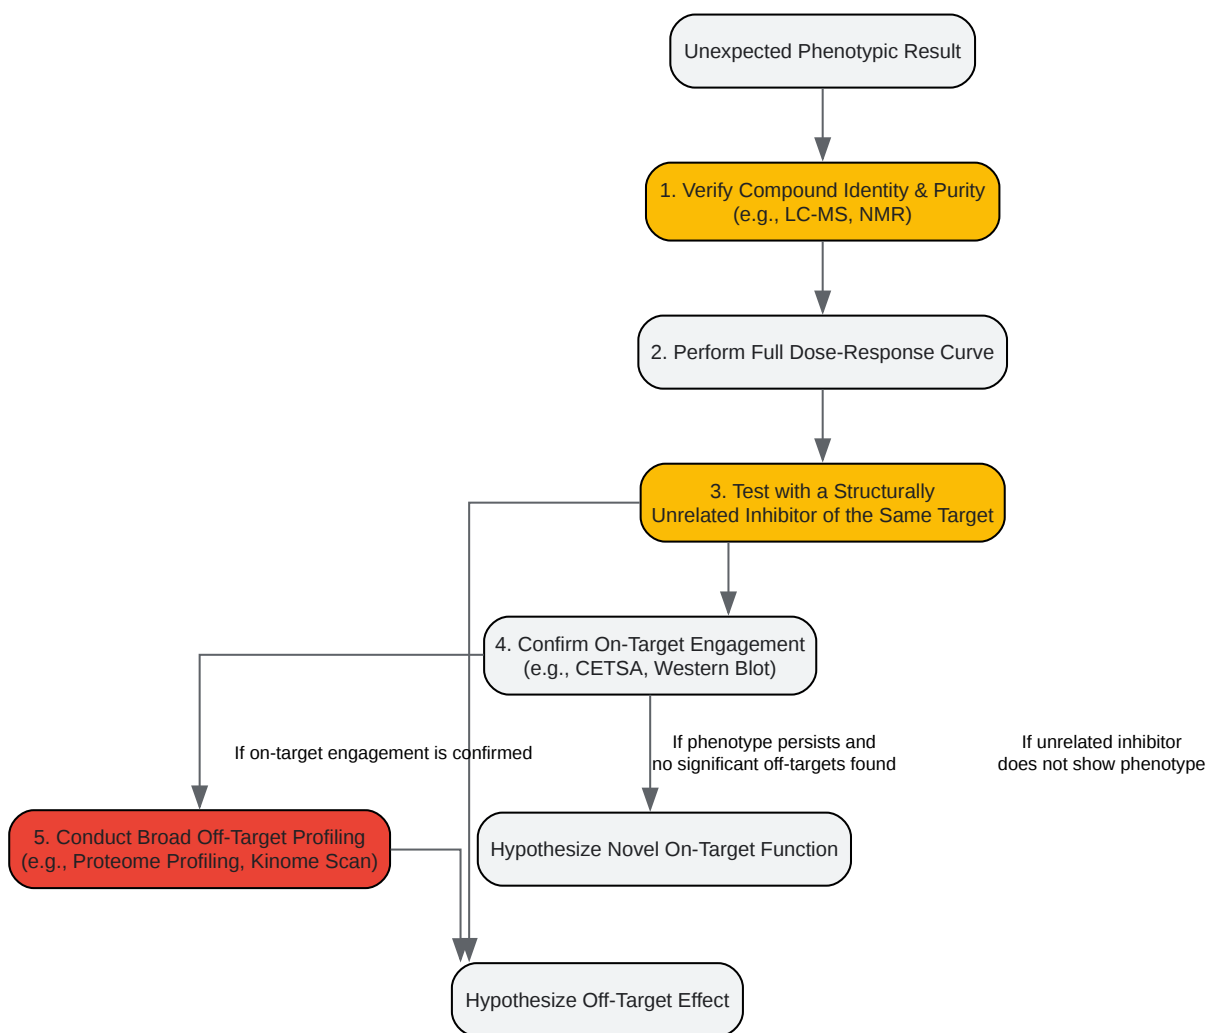 Unexpected Phenotypic Result
1. Verify Compound Identity & Purity
(e.g., LC-MS, NMR)
2. Perform Full Dose-Response Curve
3. Test with a Structurally
Unrelated Inhibitor of the Same Target
4. Confirm On-Target Engagement
(e.g., CETSA, Western Blot)
If on-target engagement is confirmed
If phenotype persists and
no significant off-targets found
If unrelated inhibitor
does not show phenotype
5. Conduct Broad Off-Target Profiling
(e.g., Proteome Profiling, Kinome Scan)
Hypothesize Novel On-Target Function
Hypothesize Off-Target Effect